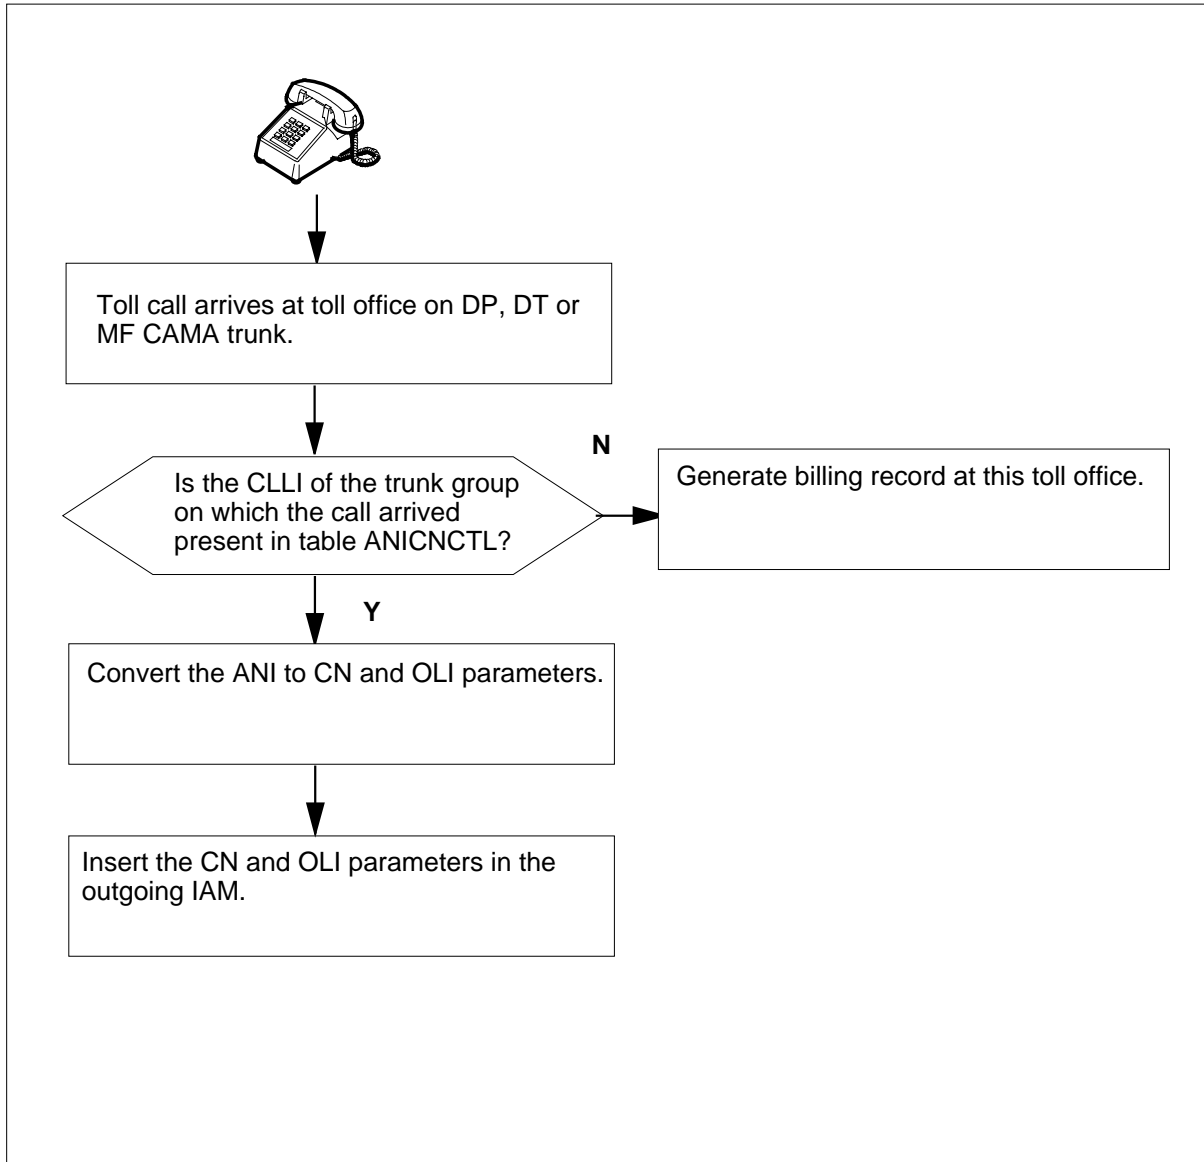 Toll call arrives at toll office on DP, DT or
MF CAMA trunk.
N
Is the CLLI of the trunk group
on which the call arrived
present in table ANICNCTL?
Generate billing record at this toll office.
Y
Convert the ANI to CN and OLI parameters.
Insert the CN and OLI parameters in the
outgoing IAM.